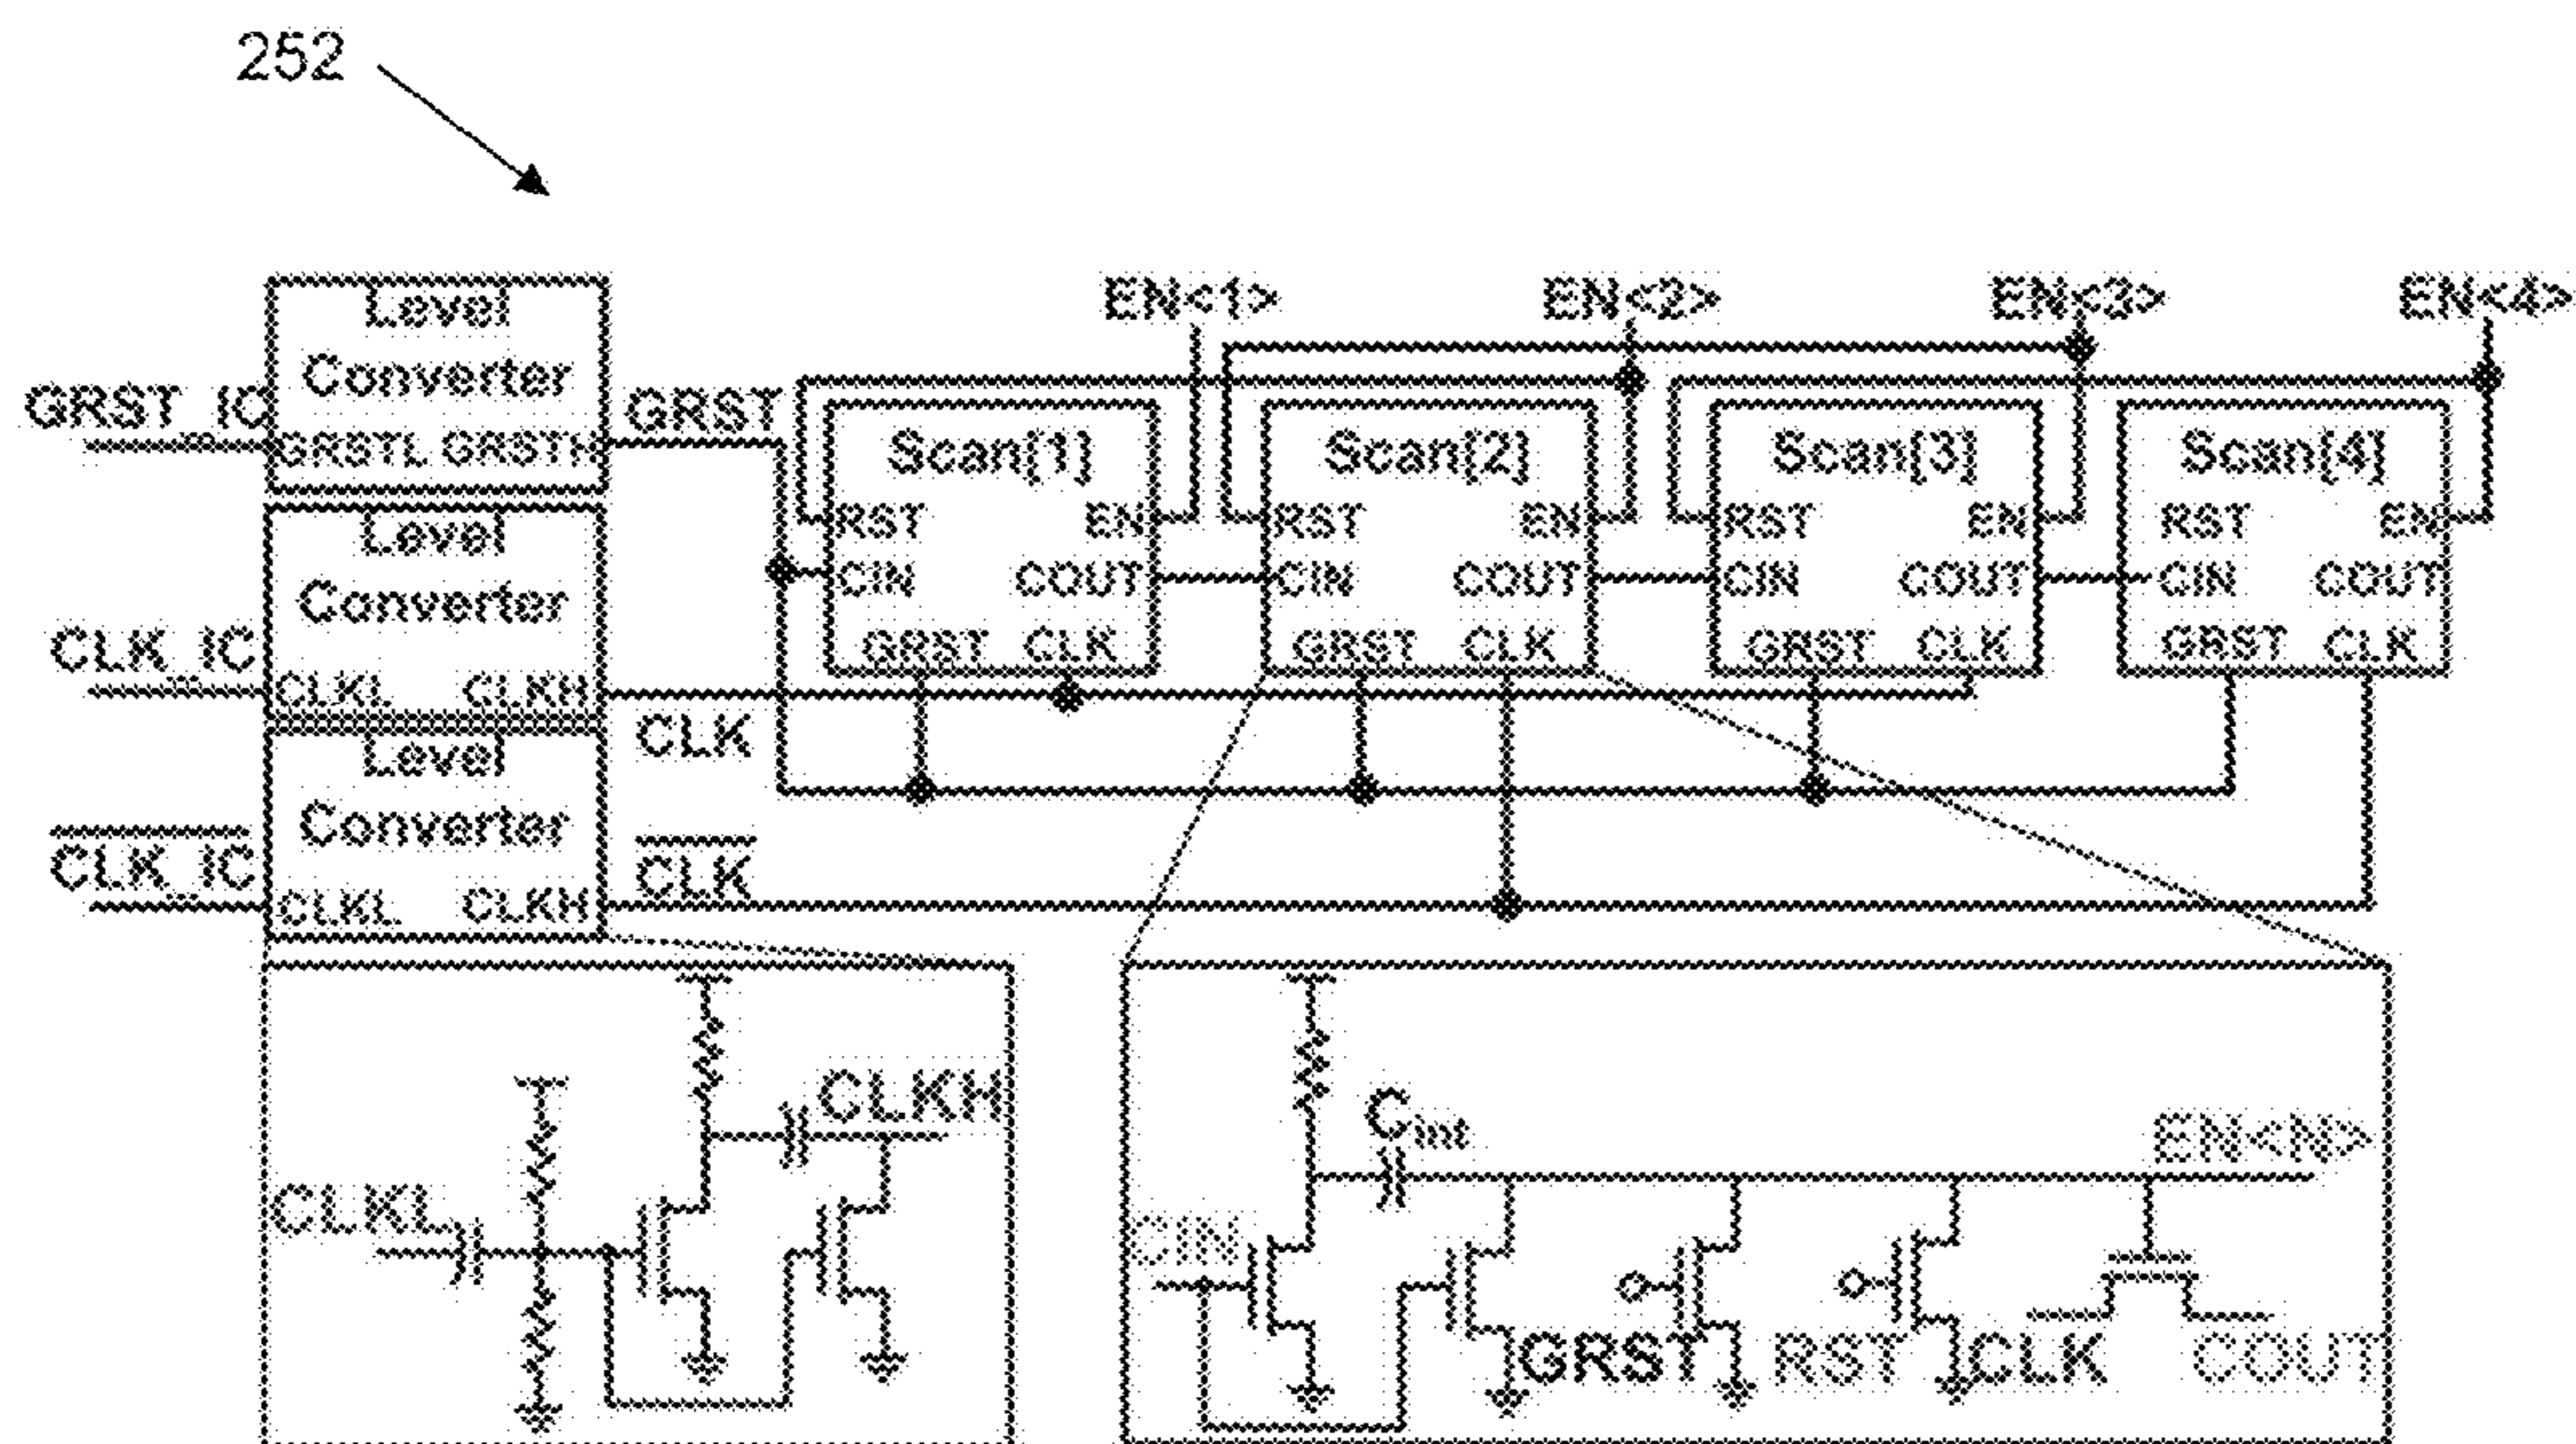 252
EN<1> EN<2> EN<3> EN<4>
Level
Converter
GRST_IC
GRSTL GRSTH
GRST
Level
Converter
CLK_IC
CLKL CLKH
CLK
Level
Converter
CLK_IC
CLKL CLKH
CLK
Scan[1]
RST EN
CIN COUT
GRST CLK
Scan[2]
RST EN
CIN COUT
GRST CLK
Scan[3]
RST EN
CIN COUT
GRST CLK
Scan[4]
RST EN
CIN COUT
GRST CLK
CLKH
CLKL
Cint
EN<N>
CIN
GRST RST CLK COUT